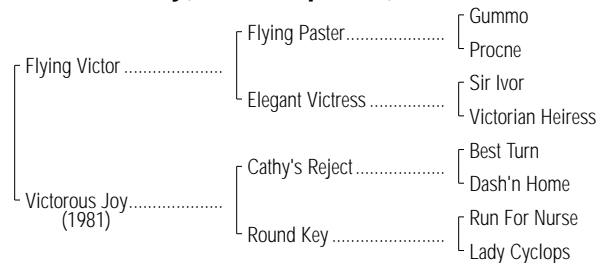 Gummo
Flying Paster
Procne
Flying Victor
Sir Ivor
Elegant Victress
Victorian Heiress
Best Turn
Cathy's Reject
Dash'n Home
Victorous Joy
(1981)
Run For Nurse
Round Key
Lady Cyclops